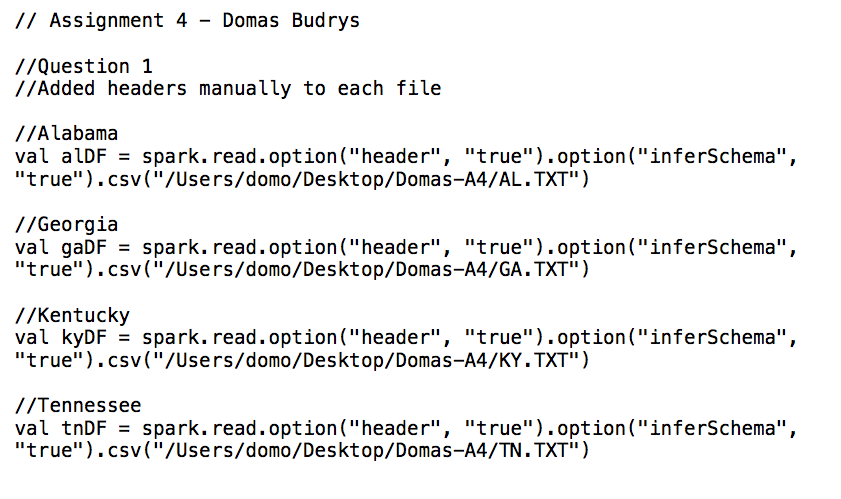 // Assignment 4 – Domas Budrys
//Question 1
//Added headers manually to each file
//Alabama
val alDF = spark.read.option("header", "true").option("inferSchema",
"true").csv("/Users/domo/Desktop/Domas-A4/AL.TXT")
//Georgia
val gaDF = spark.read.option("header", "true").option("inferSchema",
"true").csv("/Users/domo/Desktop/Domas-A4/GA.TXT")
//Kentucky
val kyDF = spark.read.option("header", "true").option("inferSchema",
"true").csv("/Users/domo/Desktop/Domas-A4/KY.TXT")
//Tennessee
val tnDF = spark.read.option("header", "true").option("inferSchema",
"true").csv("/Users/domo/Desktop/Domas-A4/TN.TXT")